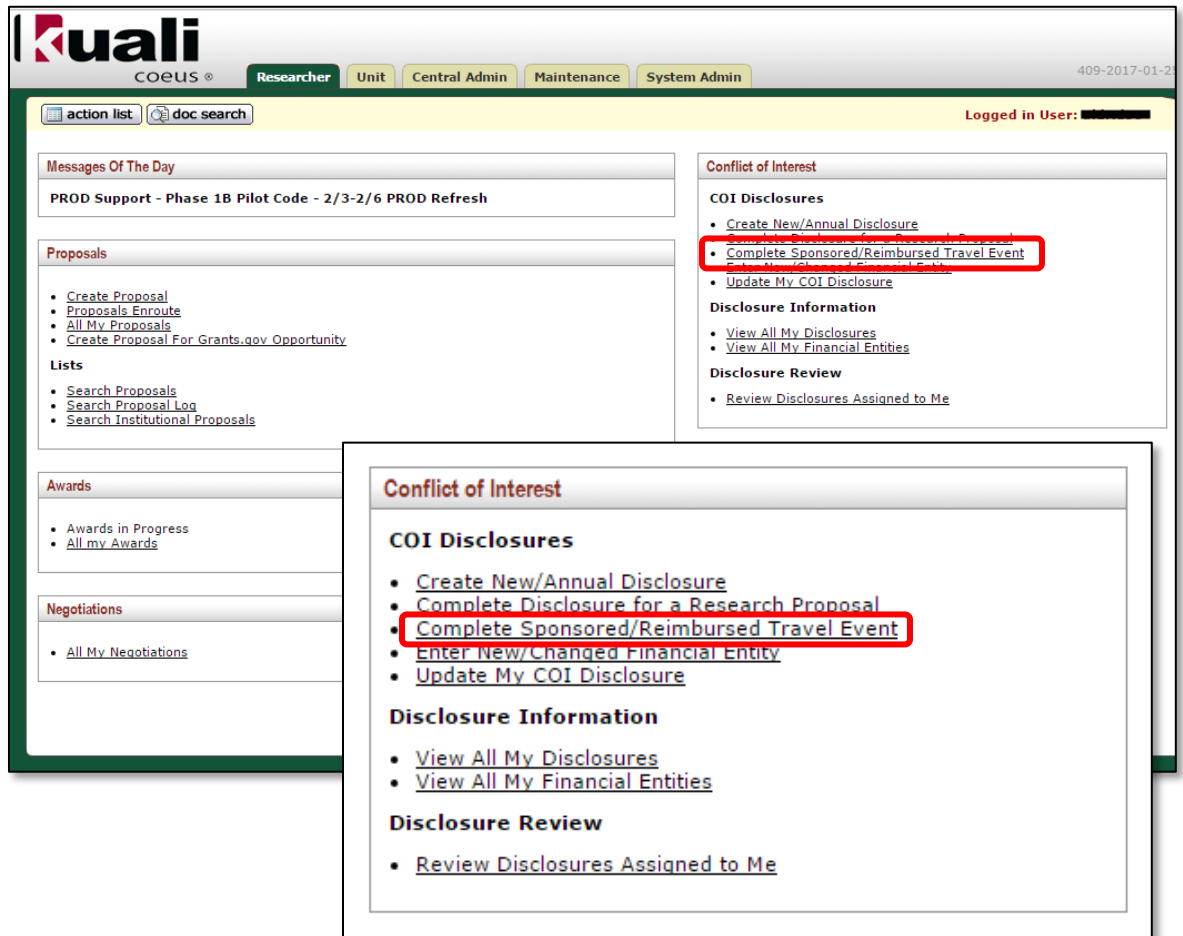 kuali
coeus ®
Researcher
Unit
Central Admin
Maintenance
System Admin
409-2017-01-2
action list
doc search
Logged in User:
Messages Of The Day
PROD Support - Phase 1B Pilot Code - 2/3-2/6 PROD Refresh
Proposals
Create Proposal
Proposals Enroute
All My Proposals
Create Proposal For Grants.gov Opportunity
Lists
Search Proposals
Search Proposal Log
Search Institutional Proposals
Awards
Awards in Progress
All my Awards
Negotiations
All My Negotiations
Conflict of Interest
COI Disclosures
Create New/Annual Disclosure
Complete Disclosure for a Research Proposal
Complete Sponsored/Reimbursed Travel Event
Enter New/Changed Financial Entity
Update My COI Disclosure
Disclosure Information
View All My Disclosures
View All My Financial Entities
Disclosure Review
Review Disclosures Assigned to Me
Conflict of Interest
COI Disclosures
Create New/Annual Disclosure
Complete Disclosure for a Research Proposal
Complete Sponsored/Reimbursed Travel Event
Enter New/Changed Financial Entity
Update My COI Disclosure
Disclosure Information
View All My Disclosures
View All My Financial Entities
Disclosure Review
Review Disclosures Assigned to Me